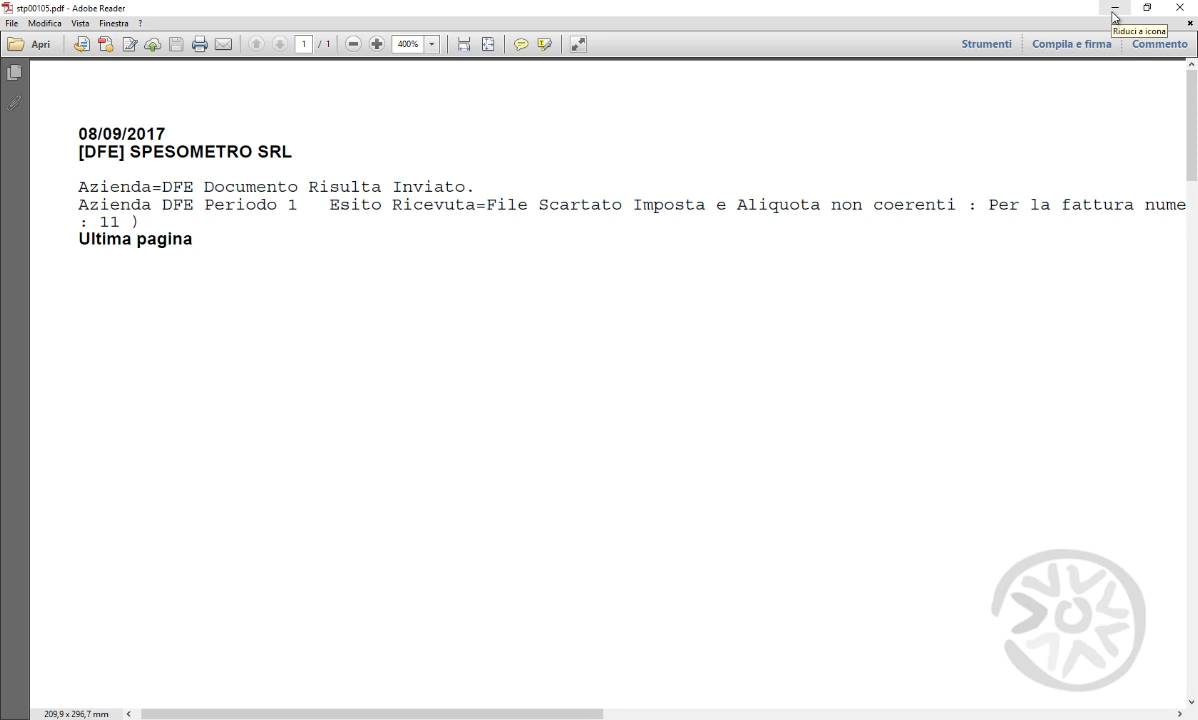 stp00105.pdf - Adobe Reader
File Modifica Vista Finestra ?
Riduci a icona
Apri 1 / 1 400% Strumenti Compila e firma Commento
08/09/2017
[DFE] SPESOMETRO SRL
Azienda=DFE Documento Risulta Inviato.
Azienda DFE Periodo 1 Esito Ricevuta=File Scartato Imposta e Aliquota non coerenti : Per la fattura nume
: 11 )
Ultima pagina
209,9 x 296,7 mm